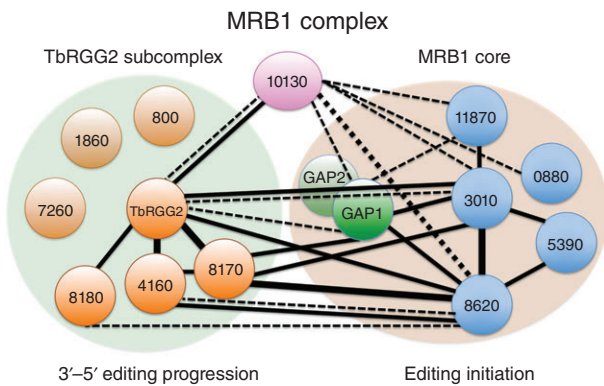 MRB1 complex
TbRGG2 subcomplex
MRB1 core
10130
800
11870
1860
GAP2
0880
7260
TbRGG2
GAP1
3010
5390
8170
8180
4160
8620
3′–5′ editing progression
Editing initiation